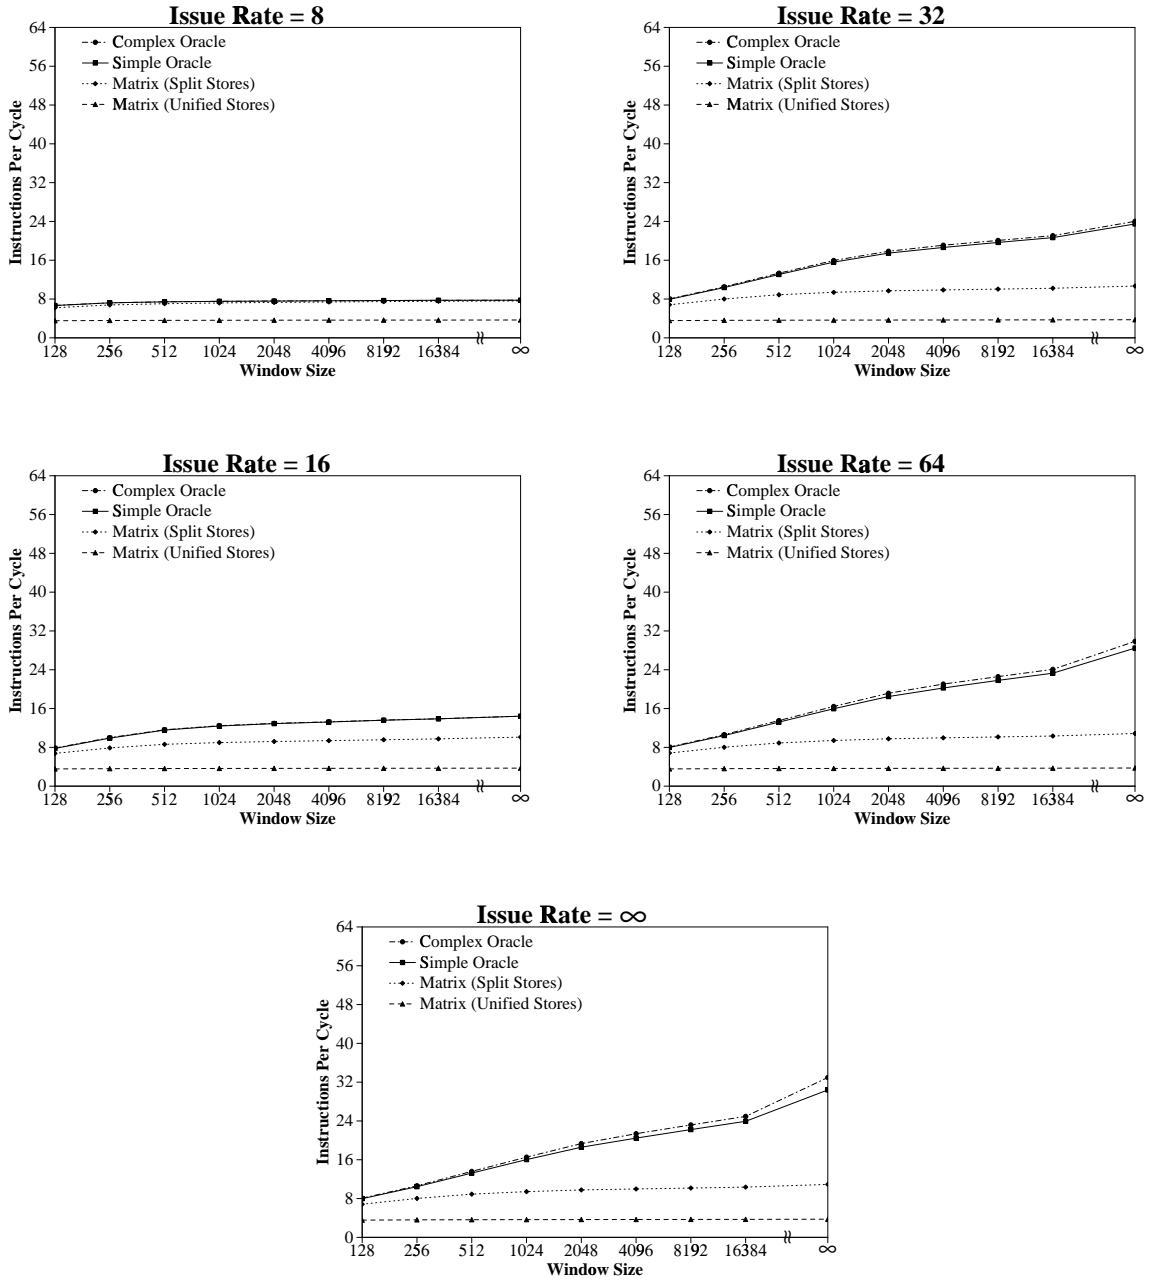 Issue Rate = 8
64
56
48
40
32
24
16
8
0
Instructions Per Cycle
Complex Oracle
Simple Oracle
Matrix (Split Stores)
Matrix (Unified Stores)
128 256 512 1024 2048 4096 8192 16384 ≈ ∞
Window Size
Issue Rate = 32
64
56
48
40
32
24
16
8
0
Instructions Per Cycle
Complex Oracle
Simple Oracle
Matrix (Split Stores)
Matrix (Unified Stores)
128 256 512 1024 2048 4096 8192 16384 ≈ ∞
Window Size
Issue Rate = 16
64
56
48
40
32
24
16
8
0
Instructions Per Cycle
Complex Oracle
Simple Oracle
Matrix (Split Stores)
Matrix (Unified Stores)
128 256 512 1024 2048 4096 8192 16384 ≈ ∞
Window Size
Issue Rate = 64
64
56
48
40
32
24
16
8
0
Instructions Per Cycle
Complex Oracle
Simple Oracle
Matrix (Split Stores)
Matrix (Unified Stores)
128 256 512 1024 2048 4096 8192 16384 ≈ ∞
Window Size
Issue Rate = ∞
64
56
48
40
32
24
16
8
0
Instructions Per Cycle
Complex Oracle
Simple Oracle
Matrix (Split Stores)
Matrix (Unified Stores)
128 256 512 1024 2048 4096 8192 16384 ≈ ∞
Window Size